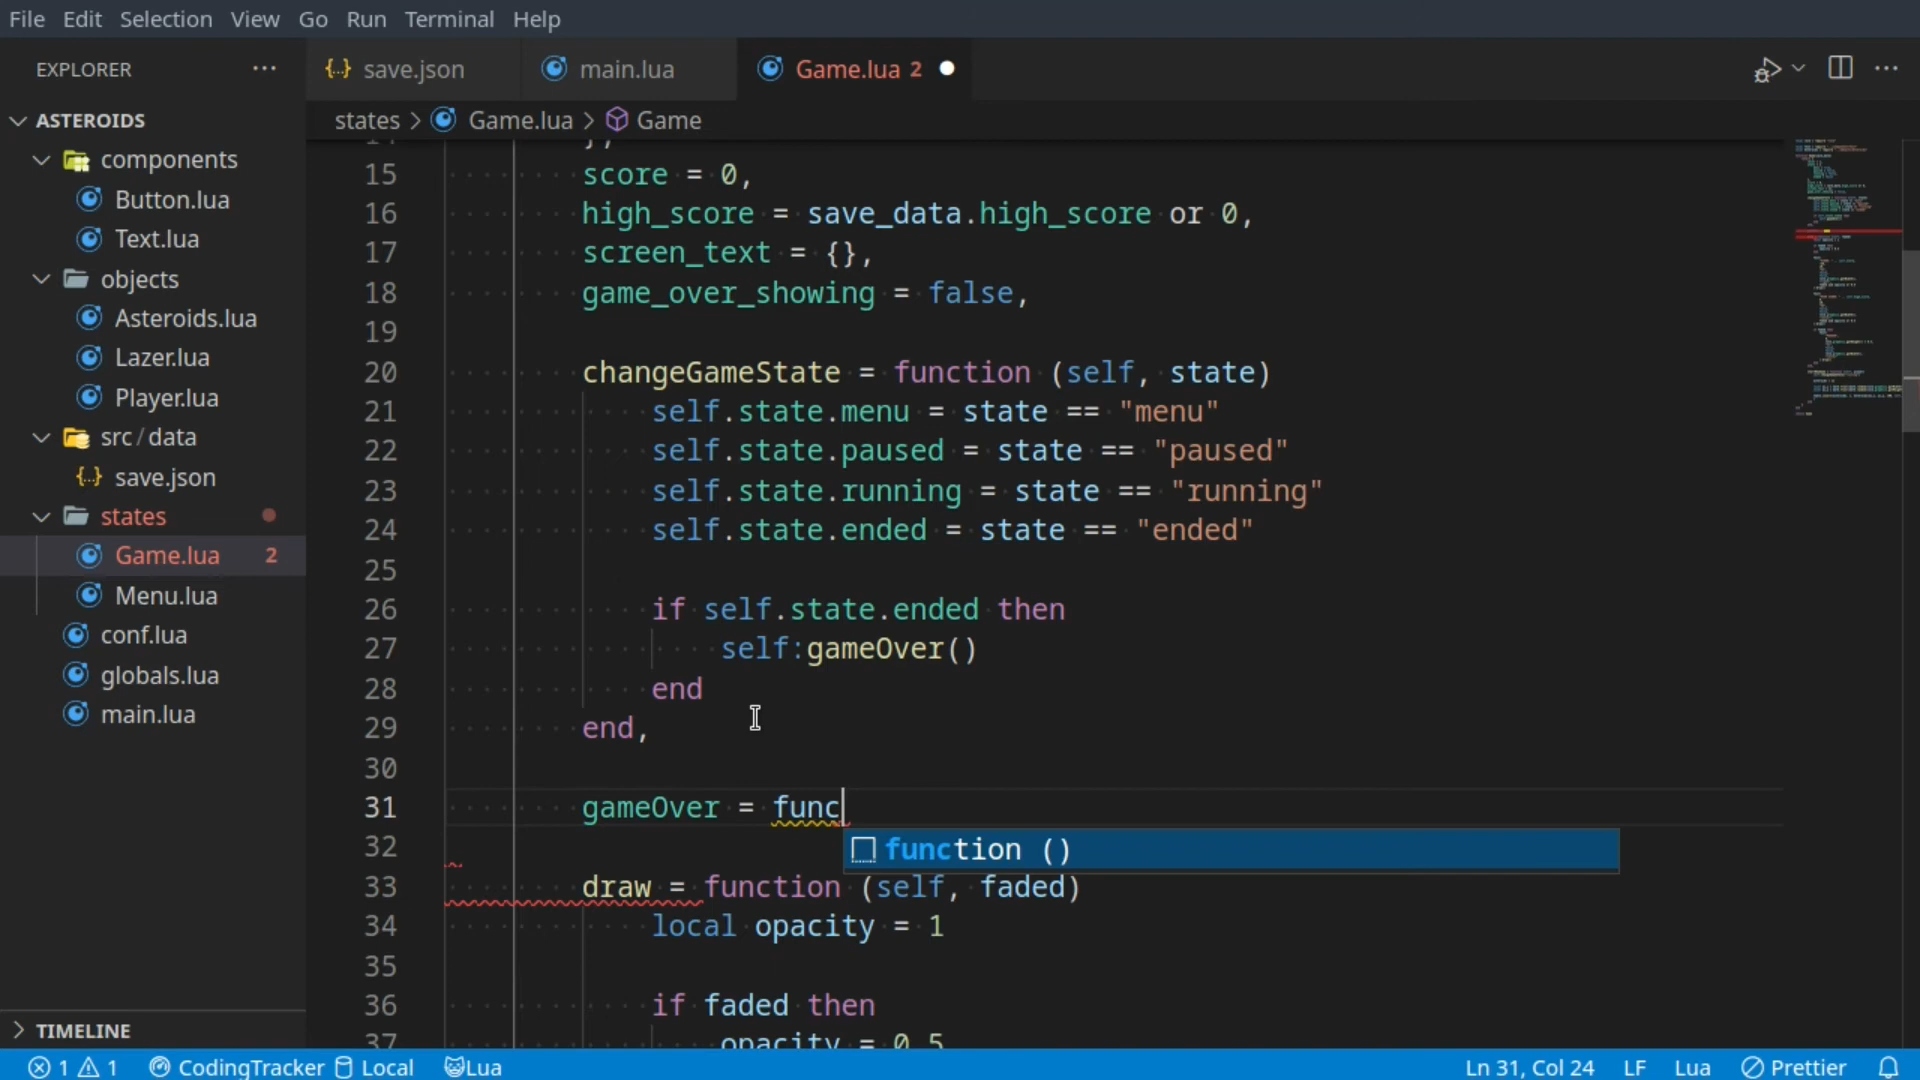 File Edit Selection View Go Run Terminal Help
EXPLORER
save.json
main.lua
Game.lua 2
ASTEROIDS
states > Game.lua > Game
components
Button.lua
Text.lua
objects
Asteroids.lua
Lazer.lua
Player.lua
src / data
save.json
states
Game.lua 2
Menu.lua
conf.lua
globals.lua
main.lua
TIMELINE
15 score = 0,
16 high_score = save_data.high_score or 0,
17 screen_text = {},
18 game_over_showing = false,
19
20 changeGameState = function (self, state)
21 self.state.menu = state == "menu"
22 self.state.paused = state == "paused"
23 self.state.running = state == "running"
24 self.state.ended = state == "ended"
25
26 if self.state.ended then
27 self:gameOver()
28 end
29 end,
30
31 gameOver = func
function ()
32
33 draw = function (self, faded)
34 local opacity = 1
35
36 if faded then
37 opacity = 0.5
1 1 CodingTracker Local Lua Ln 31, Col 24 LF Lua Prettier